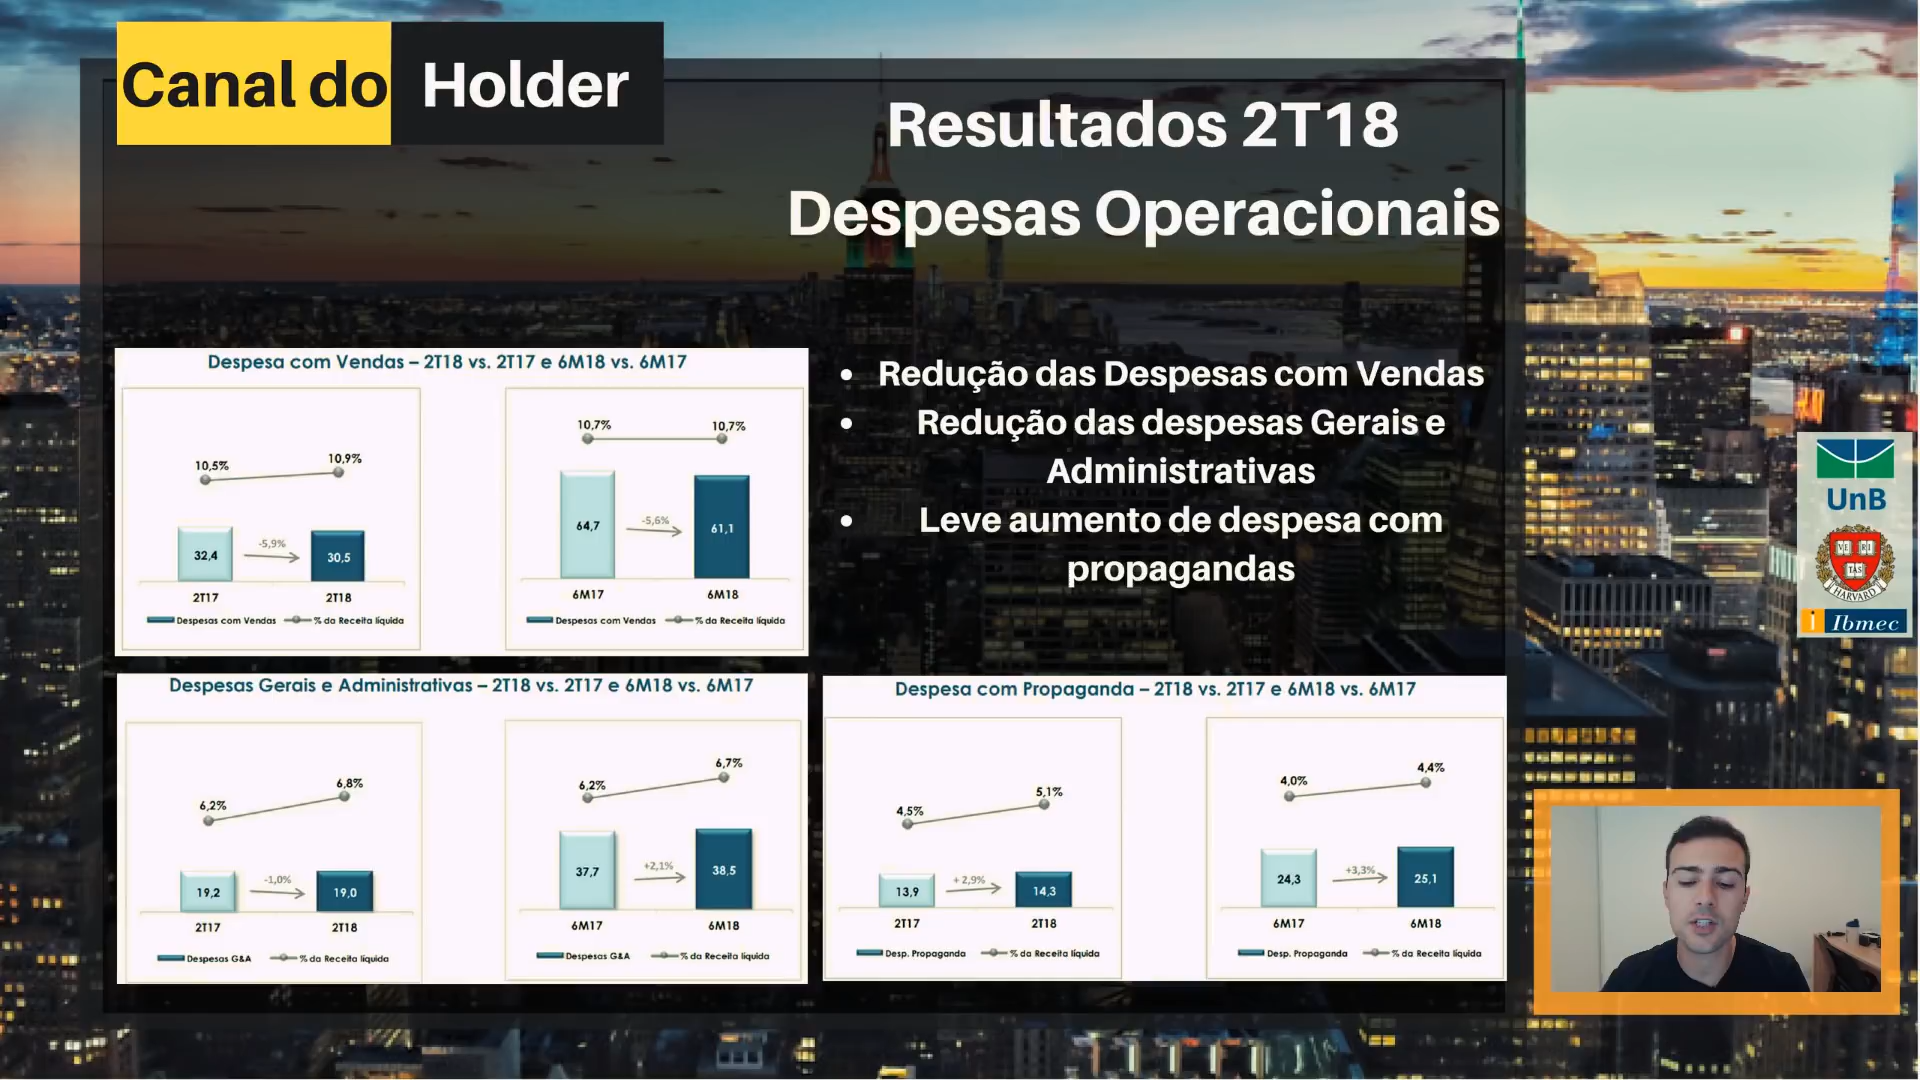 Canal do Holder
Resultados 2T18
Despesas Operacionais
Despesa com Vendas – 2T18 vs. 2T17 e 6M18 vs. 6M17
10,5%
10,9%
32,4
-5,9%
30,5
2T17
2T18
Despesas com Vendas
% da Receita líquida
10,7%
10,7%
64,7
-5,6%
61,1
6M17
6M18
Despesas com Vendas
% da Receita líquida
• Redução das Despesas com Vendas
• Redução das despesas Gerais e
Administrativas
• Leve aumento de despesa com
propagandas
Despesas Gerais e Administrativas – 2T18 vs. 2T17 e 6M18 vs. 6M17
6,2%
6,8%
19,2
-1,0%
19,0
2T17
2T18
Despesas G&A
% da Receita líquida
6,2%
6,7%
37,7
+2,1%
38,5
6M17
6M18
Despesas G&A
% da Receita líquida
Despesa com Propaganda – 2T18 vs. 2T17 e 6M18 vs. 6M17
4,5%
5,1%
13,9
+ 2,9%
14,3
2T17
2T18
Desp. Propaganda
% da Receita líquida
4,0%
4,4%
24,3
+3,3%
25,1
6M17
6M18
Desp. Propaganda
% da Receita líquida
UnB
VE RI
TAS
HARVARD
i Ibmec